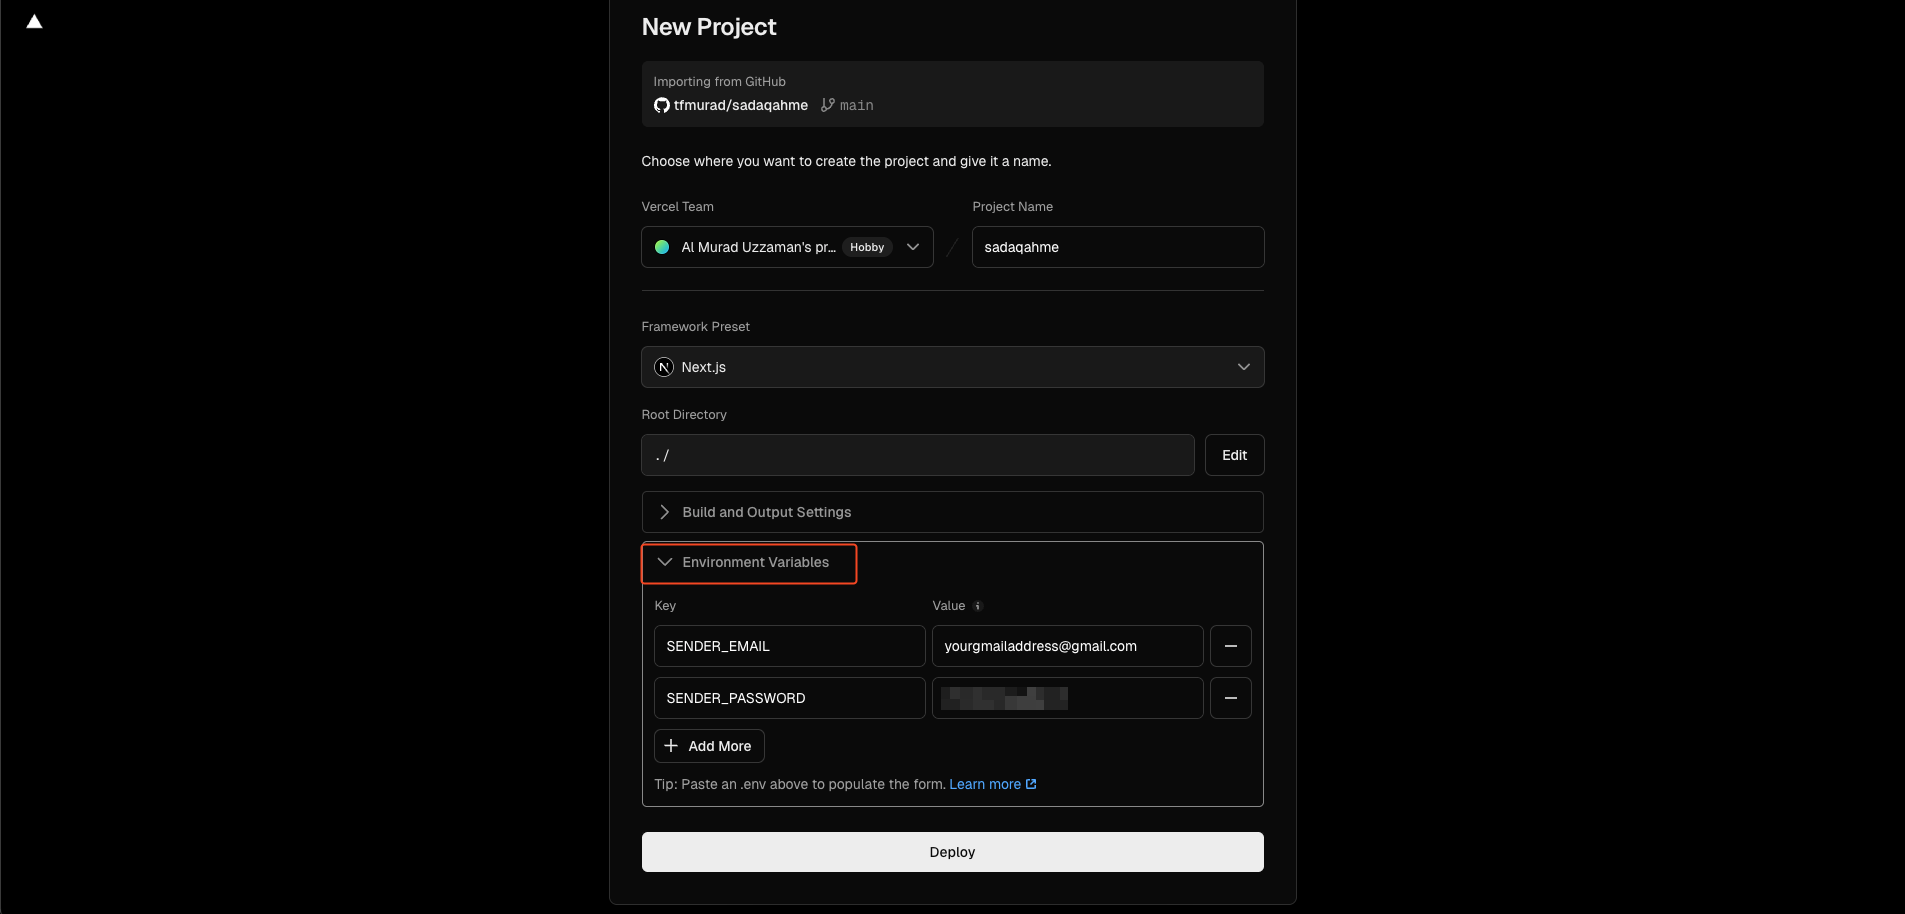 New Project
Importing from GitHub
tfmurad/sadaqahme main
Choose where you want to create the project and give it a name.
Vercel Team Project Name
Al Murad Uzzaman's pr... Hobby / sadaqahme
Framework Preset
N Next.js
Root Directory
./ Edit
Build and Output Settings
Environment Variables
Key Value i
SENDER_EMAIL yourgmailaddress@gmail.com
SENDER_PASSWORD
Add More
Tip: Paste an .env above to populate the form. Learn more
Deploy